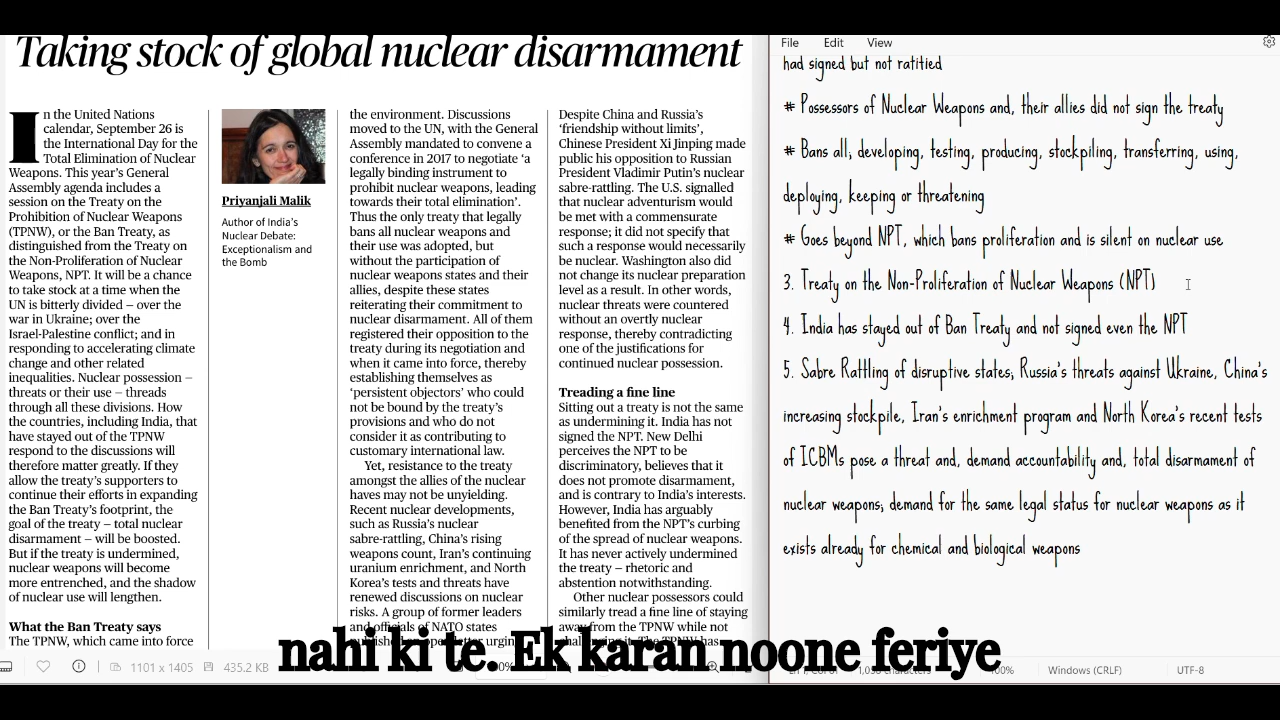 Taking stock of global nuclear disarmament
In the United Nations
calendar, September 26 is
the International Day for the
Total Elimination of Nuclear
Weapons. This year's General
Assembly agenda includes a
session on the Treaty on the
Prohibition of Nuclear Weapons
(TPNW), or the Ban Treaty, as
distinguished from the Treaty on
the Non-Proliferation of Nuclear
Weapons, NPT. It will be a chance
to take stock at a time when the
UN is bitterly divided – over the
war in Ukraine; over the
Israel-Palestine conflict; and in
responding to accelerating climate
change and other related
inequalities. Nuclear possession –
threats or their use – threads
through all these divisions. How
the countries, including India, that
have stayed out of the TPNW
respond to the discussions will
therefore matter greatly. If they
allow the treaty's supporters to
continue their efforts in expanding
the Ban Treaty's footprint, the
goal of the treaty – total nuclear
disarmament – will be boosted.
But if the treaty is undermined,
nuclear weapons will become
more entrenched, and the shadow
of nuclear use will lengthen.
What the Ban Treaty says
The TPNW, which came into force
Priyanjali Malik
Author of India's
Nuclear Debate:
Exceptionalism and
the Bomb
the environment. Discussions
moved to the UN, with the General
Assembly mandated to convene a
conference in 2017 to negotiate 'a
legally binding instrument to
prohibit nuclear weapons, leading
towards their total elimination'.
Thus the only treaty that legally
bans all nuclear weapons and
their use was adopted, but
without the participation of
nuclear weapons states and their
allies, despite these states
reiterating their commitment to
nuclear disarmament. All of them
registered their opposition to the
treaty during its negotiation and
when it came into force, thereby
establishing themselves as
'persistent objectors' who could
not be bound by the treaty's
provisions and who do not
consider it as contributing to
customary international law.
Yet, resistance to the treaty
amongst the allies of the nuclear
haves may not be unyielding.
Recent nuclear developments,
such as Russia's nuclear
sabre-rattling, China's rising
weapons count, Iran's continuing
uranium enrichment, and North
Korea's tests and threats have
renewed discussions on nuclear
risks. A group of former leaders
and officials of NATO states
Despite China and Russia's
'friendship without limits',
Chinese President Xi Jinping made
public his opposition to Russian
President Vladimir Putin's nuclear
sabre-rattling. The U.S. signalled
that nuclear adventurism would
be met with a commensurate
response; it did not specify that
such a response would necessarily
be nuclear. Washington also did
not change its nuclear preparation
level as a result. In other words,
nuclear threats were countered
without an overtly nuclear
response, thereby contradicting
one of the justifications for
continued nuclear possession.
Treading a fine line
Sitting out a treaty is not the same
as undermining it. India has not
signed the NPT. New Delhi
perceives the NPT to be
discriminatory, believes that it
does not promote disarmament,
and is contrary to India's interests.
However, India has arguably
benefited from the NPT's curbing
of the spread of nuclear weapons.
It has never actively undermined
the treaty – rhetoric and
abstention notwithstanding.
Other nuclear possessors could
similarly tread a fine line of staying
away from the TPNW while not
1101 x 1405 435.2 KB
File Edit View
had signed but not ratitied
# Possessors of Nuclear Weapons and, their allies did not sign the treaty
# Bans all; developing, testing, producing, stockpiling, transferring, using,
deploying, keeping or threatening
# Goes beyond NPT, which bans proliferation and is silent on nuclear use
3. Treaty on the Non-Proliferation of Nuclear Weapons (NPT)
4. India has stayed out of Ban Treaty and not signed even the NPT
5. Sabre Rattling of disruptive states; Russia's threats against Ukraine, China's
increasing stockpile, Iran's enrichment program and North Korea's recent tests
of ICBMs pose a threat and, demand accountability and, total disarmament of
nuclear weapons; demand for the same legal status for nuclear weapons as it
exists already for chemical and biological weapons
Windows (CRLF) UTF-8
nahi ki te. Ek karan noone feriye